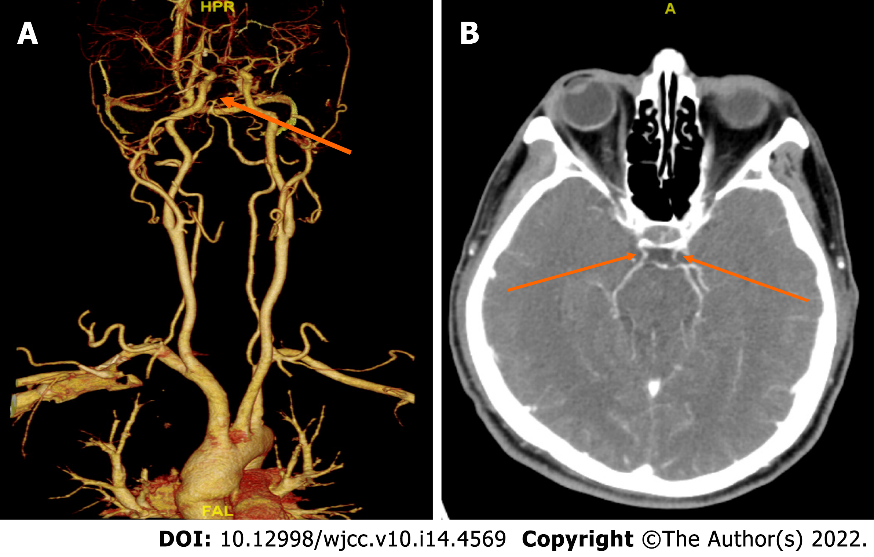 A
HPR
FAL
B
A
DOI: 10.12998/wjcc.v10.i14.4569 Copyright ©The Author(s) 2022.